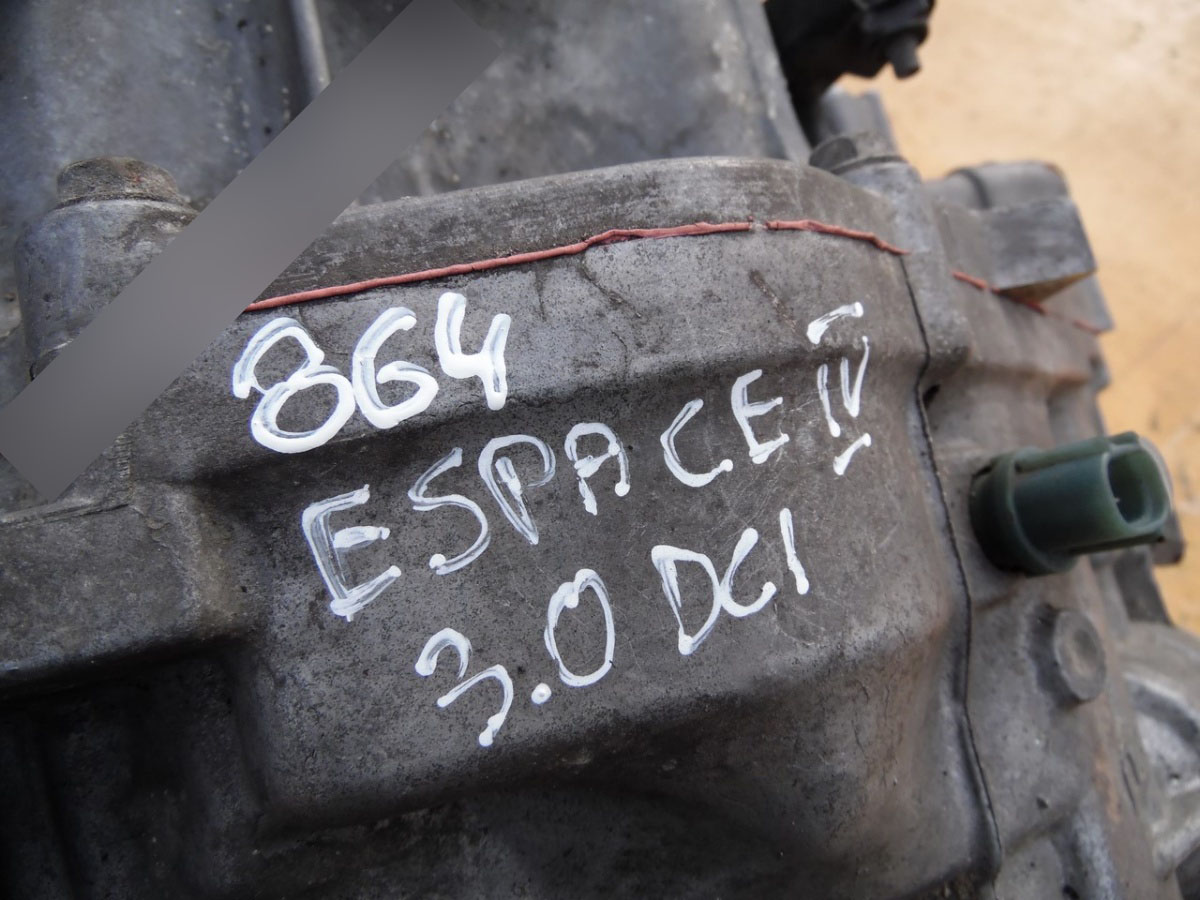 864
ESPACE IV
3.0 DCI